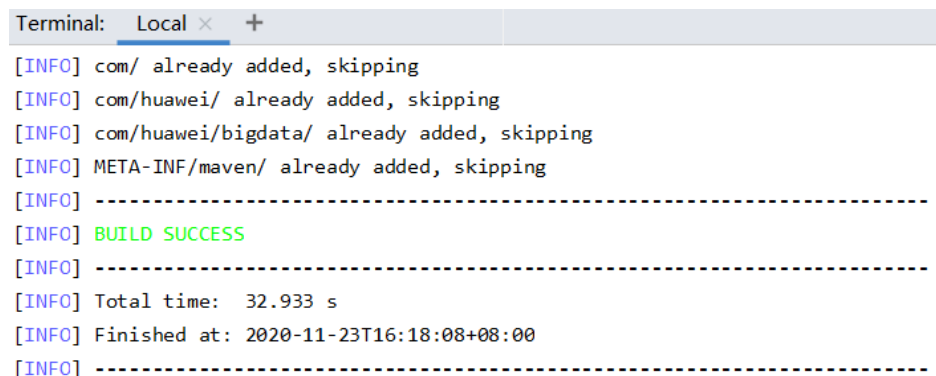 Terminal: Local × +
[INFO] com/ already added, skipping
[INFO] com/huawei/ already added, skipping
[INFO] com/huawei/bigdata/ already added, skipping
[INFO] META-INF/maven/ already added, skipping
[INFO] ------------------------------------------------------------------------
[INFO] BUILD SUCCESS
[INFO] ------------------------------------------------------------------------
[INFO] Total time:  32.933 s
[INFO] Finished at: 2020-11-23T16:18:08+08:00
[INFO] ------------------------------------------------------------------------